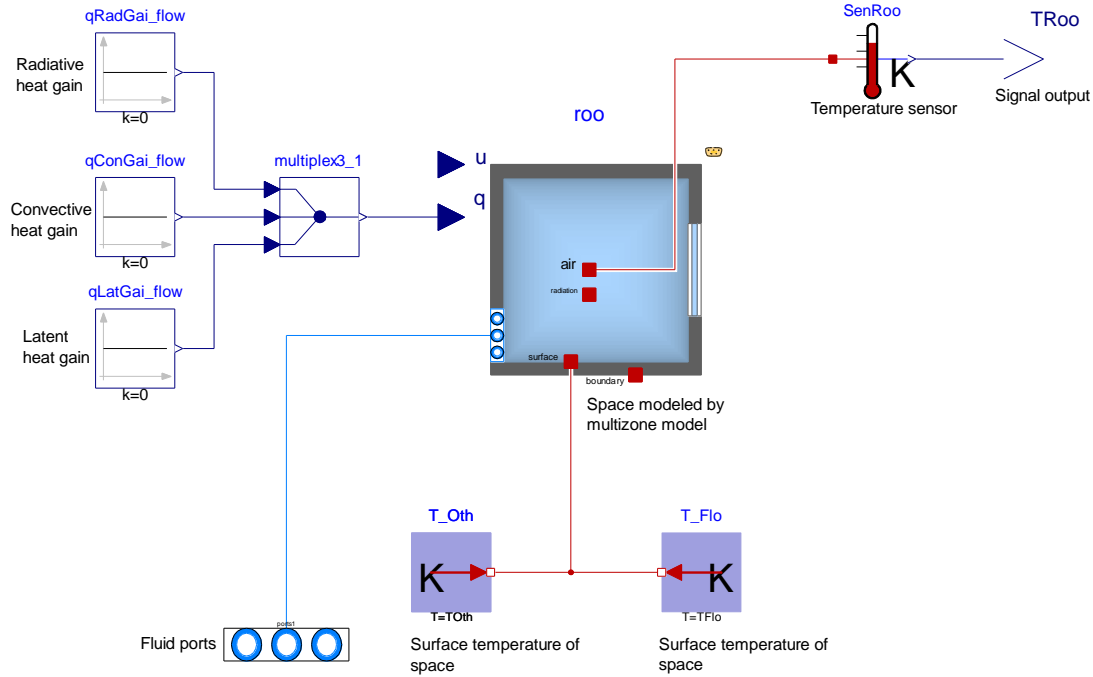 qRadGai_flow
Radiative
heat gain
k=0
qConGai_flow
Convective
heat gain
k=0
qLatGai_flow
Latent
heat gain
k=0
multiplex3_1
u
q
roo
air
radiation
surface
boundary
Space modeled by
multizone model
SenRoo
K
Temperature sensor
TRoo
Signal output
T_Oth
K
T=TOth
Surface temperature of
space
T_Flo
K
T=TFlo
Surface temperature of
space
ports1
Fluid ports